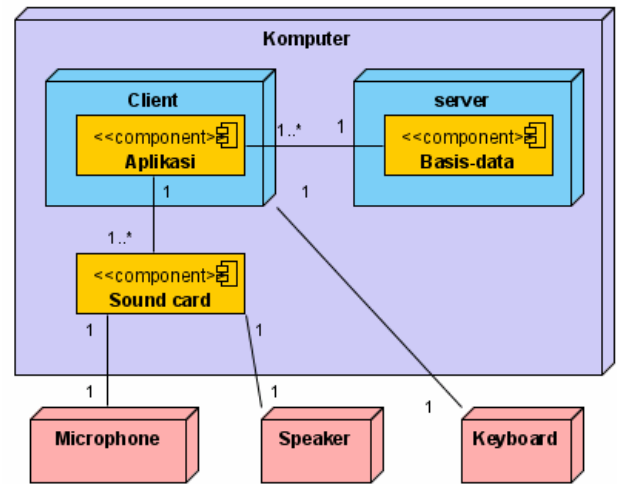 Komputer
Client
server
<<component>>
Aplikasi
1..*
1
<<component>>
Basis-data
1
1
1..*
<<component>>
Sound card
1
1
1
1
1
Microphone
Speaker
Keyboard